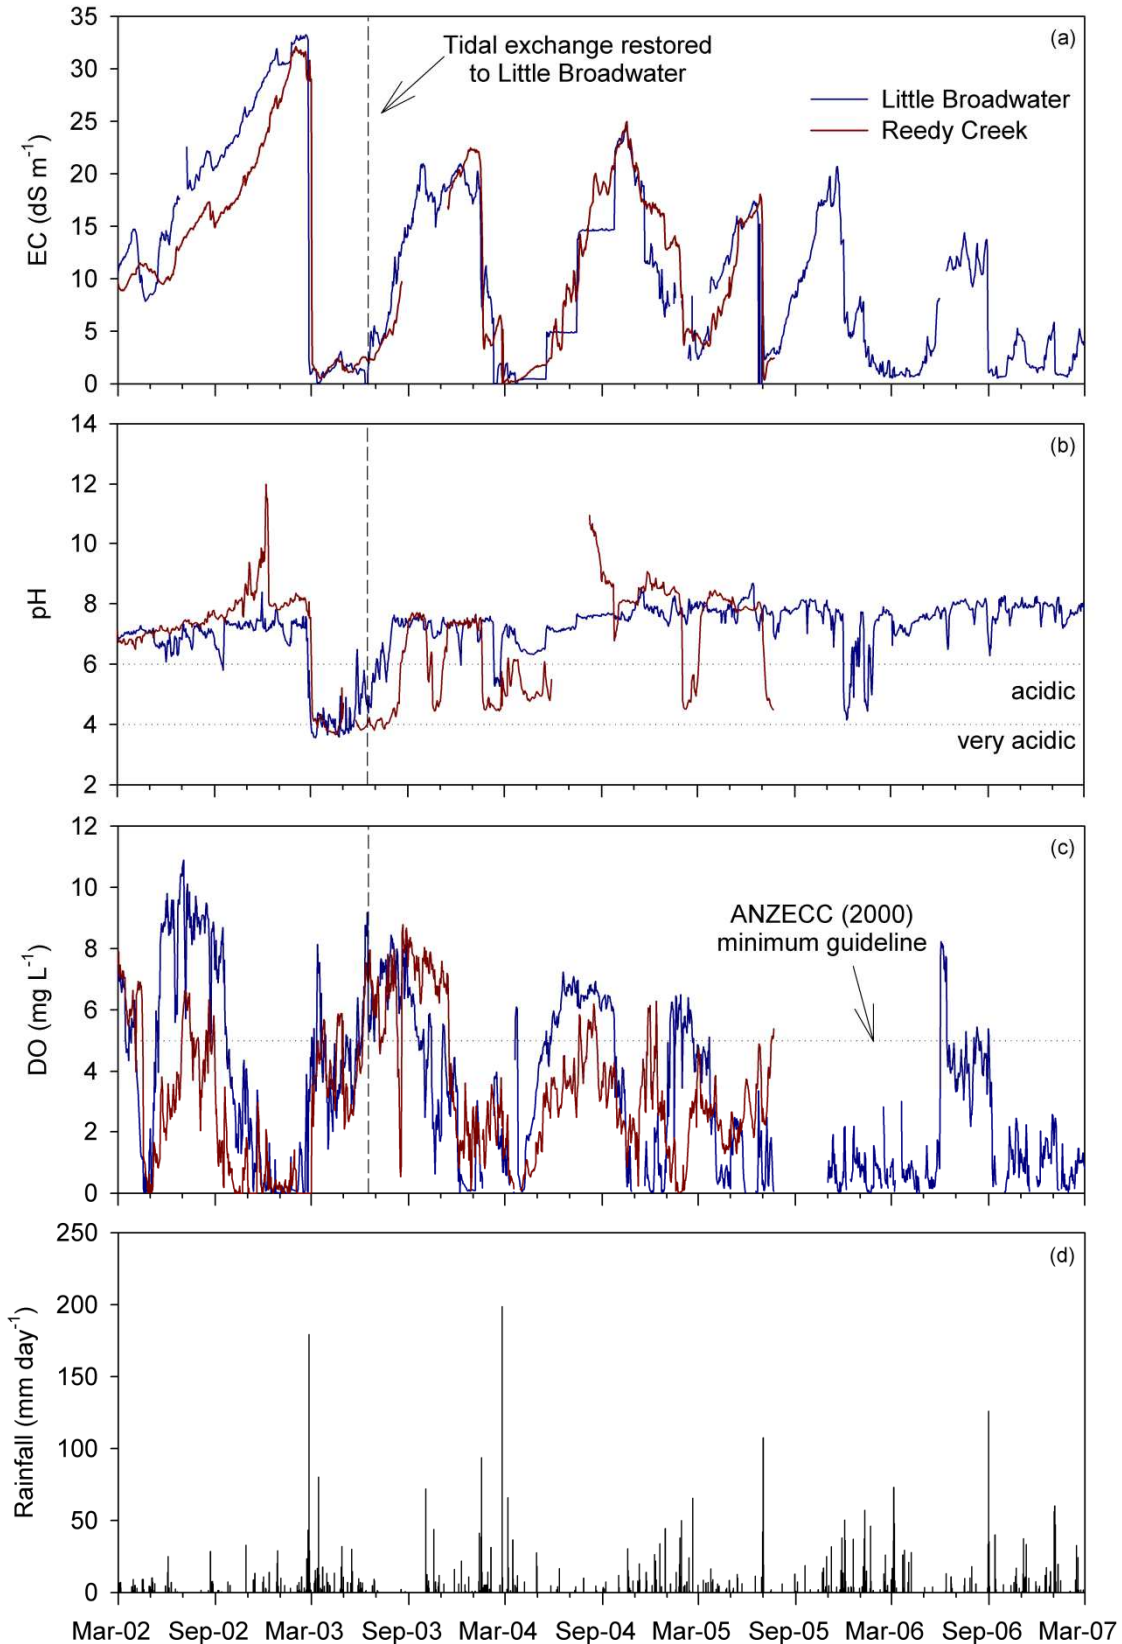 35
30
25
20
15
10
5
0
EC (dS m⁻¹)
(a)
Tidal exchange restored
to Little Broadwater
Little Broadwater
Reedy Creek
14
12
10
8
6
4
2
pH
(b)
acidic
very acidic
12
10
8
6
4
2
0
DO (mg L⁻¹)
(c)
ANZECC (2000)
minimum guideline
250
200
150
100
50
0
Rainfall (mm day⁻¹)
(d)
Mar-02 Sep-02 Mar-03 Sep-03 Mar-04 Sep-04 Mar-05 Sep-05 Mar-06 Sep-06 Mar-07